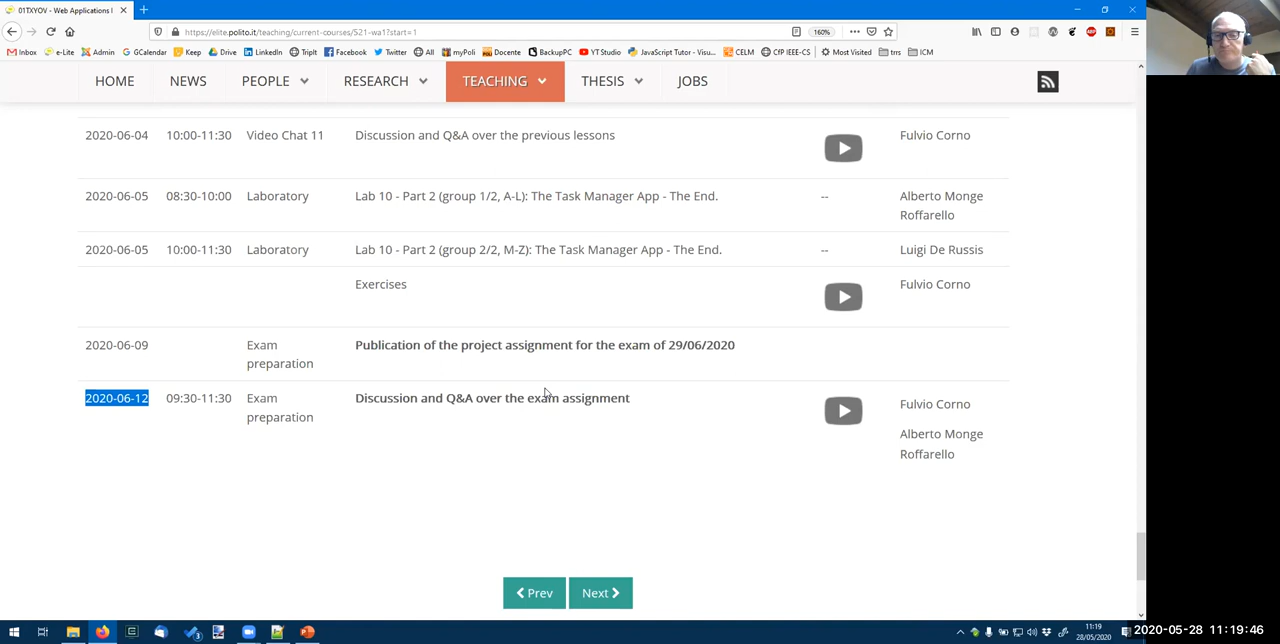 01TXYOV - Web Applications I
https://elite.polito.it/teaching/current-courses/521-wa1?start=1
160%
Inbox e-Lite Admin GCalendar Keep Drive LinkedIn TripIt Facebook Twitter All myPoli Docente BackupPC YT Studio JavaScript Tutor - Visu... CELM CfP IEEE-CS Most Visited trrs ICM
HOME NEWS PEOPLE RESEARCH TEACHING THESIS JOBS
2020-06-04 10:00-11:30 Video Chat 11 Discussion and Q&A over the previous lessons Fulvio Corno
2020-06-05 08:30-10:00 Laboratory Lab 10 - Part 2 (group 1/2, A-L): The Task Manager App - The End. -- Alberto Monge
Roffarello
2020-06-05 10:00-11:30 Laboratory Lab 10 - Part 2 (group 2/2, M-Z): The Task Manager App - The End. -- Luigi De Russis
Exercises Fulvio Corno
2020-06-09 Exam Publication of the project assignment for the exam of 29/06/2020
preparation
2020-06-12 09:30-11:30 Exam Discussion and Q&A over the exam assignment Fulvio Corno
preparation
Alberto Monge
Roffarello
Prev Next
11:19
28/05/2020
2020-05-28 11:19:46